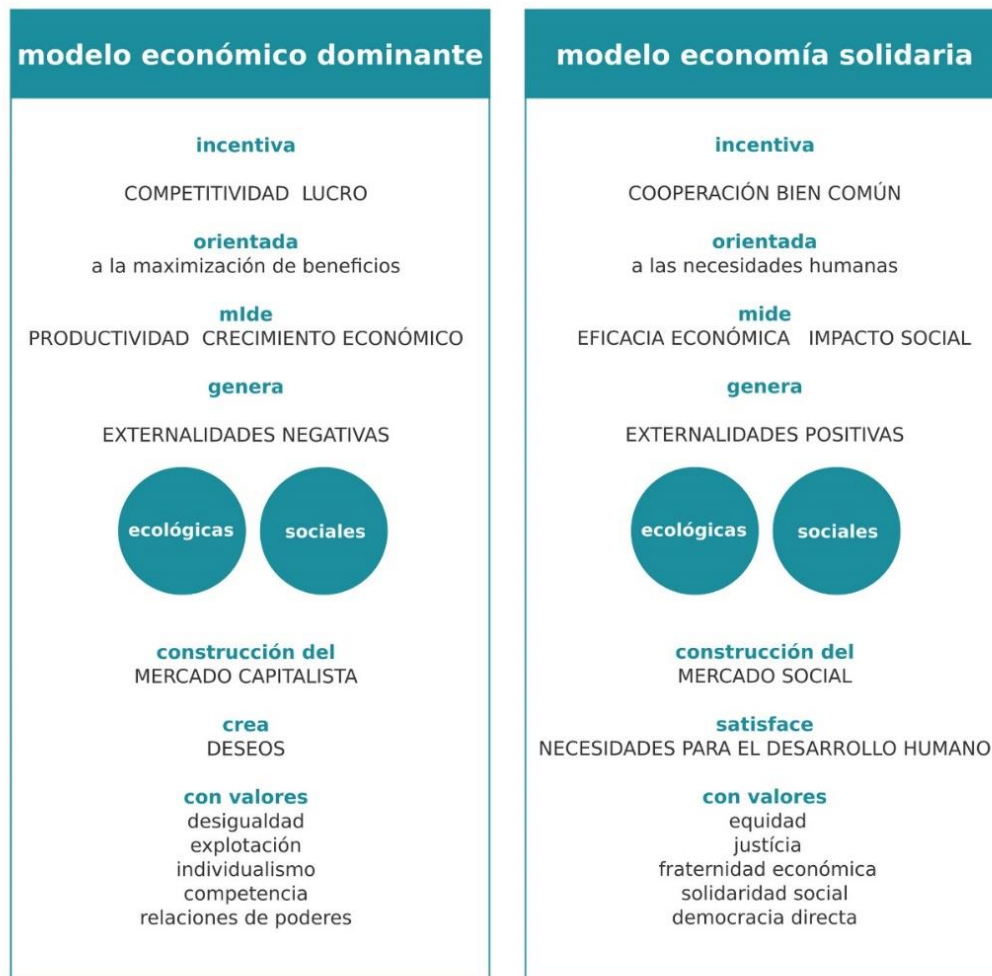 modelo económico dominante
incentiva
COMPETITIVIDAD  LUCRO
orientada
a la maximización de beneficios
mIde
PRODUCTIVIDAD  CRECIMIENTO ECONÓMICO
genera
EXTERNALIDADES NEGATIVAS
ecológicas
sociales
construcción del
MERCADO CAPITALISTA
crea
DESEOS
con valores
desigualdad
explotación
individualismo
competencia
relaciones de poderes
modelo economía solidaria
incentiva
COOPERACIÓN BIEN COMÚN
orientada
a las necesidades humanas
mide
EFICACIA ECONÓMICA   IMPACTO SOCIAL
genera
EXTERNALIDADES POSITIVAS
ecológicas
sociales
construcción del
MERCADO SOCIAL
satisface
NECESIDADES PARA EL DESARROLLO HUMANO
con valores
equidad
justícia
fraternidad económica
solidaridad social
democracia directa